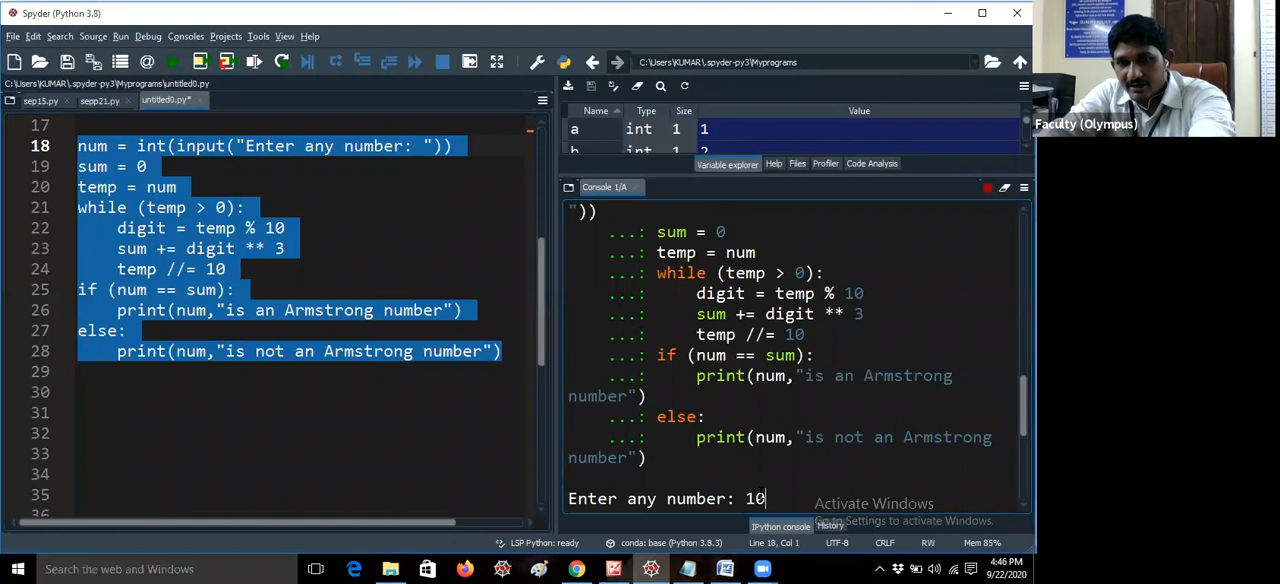 Spyder (Python 3.8)
File Edit Search Source Run Debug Consoles Projects Tools View Help
C:\Users\KUMAR\.spyder-py3\Myprograms
C:\Users\KUMAR\.spyder-py3\Myprograms\untitled0.py
sep15.py sepp21.py untitled0.py*
17
18 num = int(input("Enter any number: "))
19 sum = 0
20 temp = num
21 while (temp > 0):
22 digit = temp % 10
23 sum += digit ** 3
24 temp //= 10
25 if (num == sum):
26 print(num,"is an Armstrong number")
27 else:
28 print(num,"is not an Armstrong number")
29
30
31
32
33
34
35
36
Name Type Size Value
a int 1 1
b int 1 2
Variable explorer Help Files Profiler Code Analysis
Console 1/A
"))
...: sum = 0
...: temp = num
...: while (temp > 0):
...: digit = temp % 10
...: sum += digit ** 3
...: temp //= 10
...: if (num == sum):
...: print(num,"is an Armstrong
number")
...: else:
...: print(num,"is not an Armstrong
number")
Enter any number: 10
Activate Windows
Go to Settings to activate Windows.
IPython console History
LSP Python: ready conda: base (Python 3.8.3) Line 18, Col 1 UTF-8 CRLF RW Mem 85%
Search the web and Windows
4:46 PM
9/22/2020
Faculty (Olympus)